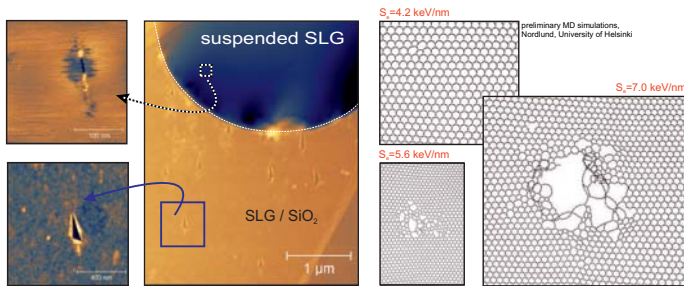 suspended SLG
100 nm
400 nm
SLG / SiO₂
1 µm
Sₑ=4.2 keV/nm
preliminary MD simulations,
Nordlund, University of Helsinki
Sₑ=7.0 keV/nm
Sₑ=5.6 keV/nm